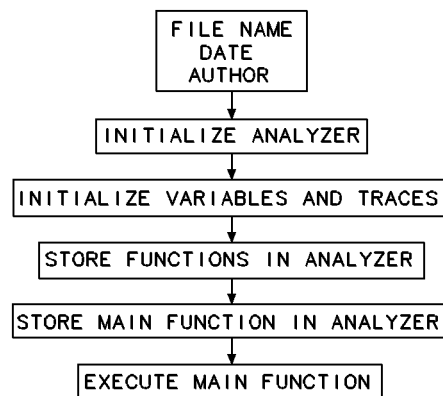 FILE NAME
DATE
AUTHOR
INITIALIZE ANALYZER
INITIALIZE VARIABLES AND TRACES
STORE FUNCTIONS IN ANALYZER
STORE MAIN FUNCTION IN ANALYZER
EXECUTE MAIN FUNCTION